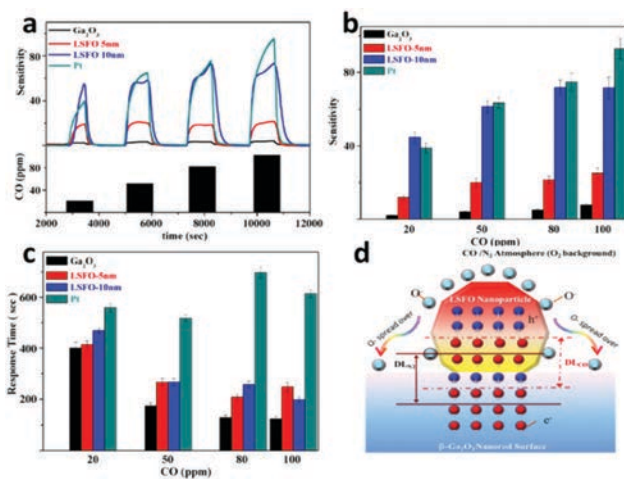 a
Ga₂O₃
LSFO 5nm
LSFO 10nm
Pt
Sensitivity
80
40
CO (ppm)
80
40
2000 4000 6000 8000 10000 12000
time (sec)
b
Ga₂O₃
LSFO-5nm
LSFO-10nm
Pt
Sensitivity
80
40
20 50 80 100
CO (ppm)
c
Ga₂O₃
LSFO-5nm
LSFO-10nm
Pt
Response Time ( sec )
600
400
200
20 50 80 100
CO (ppm)
d
CO /N₂ Atmosphere (O₂ background)
O⁻
O⁻
LSFO Nanoparticle
h⁺
O- spread over
O- spread over
e⁻
β-Ga₂O₃ Nanorod Surface